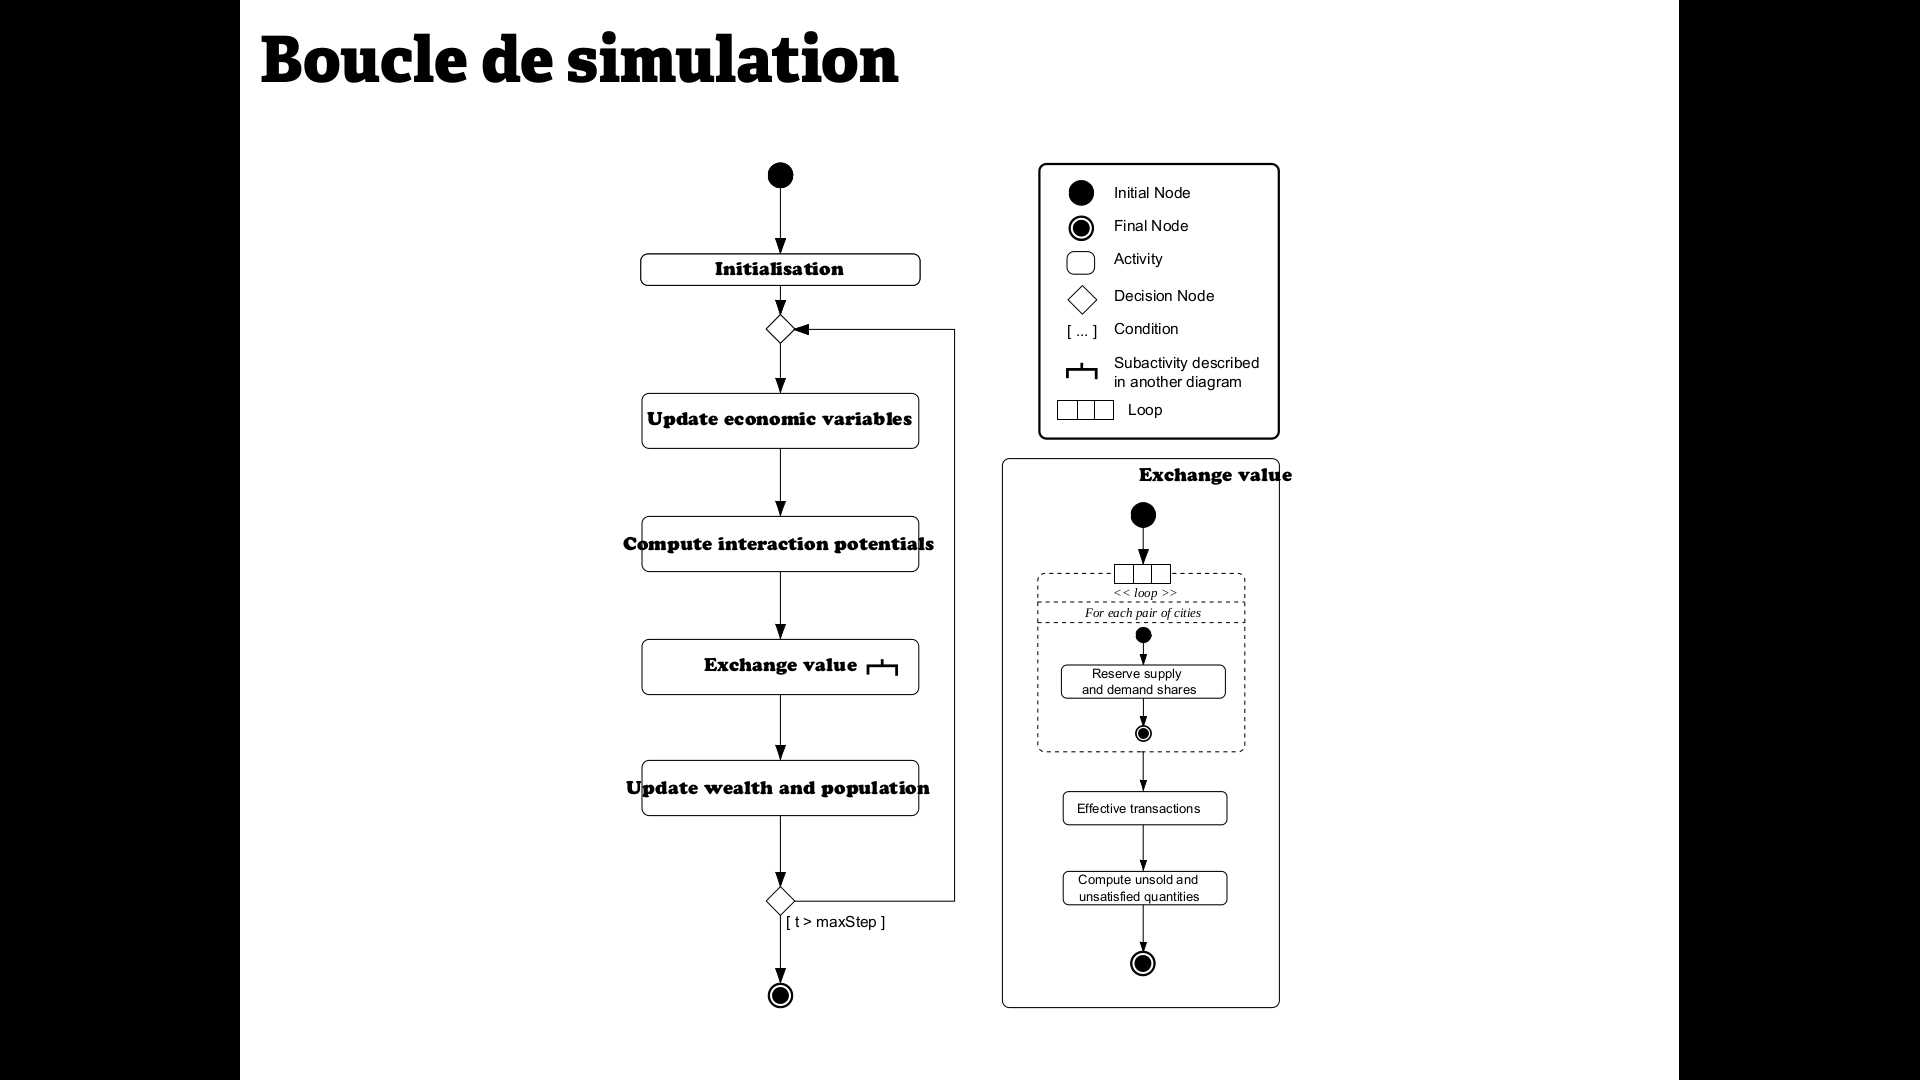 Boucle de simulation
Initialisation
Update economic variables
Compute interaction potentials
Exchange value
Update wealth and population
[ t > maxStep ]
Initial Node
Final Node
Activity
Decision Node
[ ... ] Condition
Subactivity described
in another diagram
Loop
Exchange value
<< loop >>
For each pair of cities
Reserve supply
and demand shares
Effective transactions
Compute unsold and
unsatisfied quantities